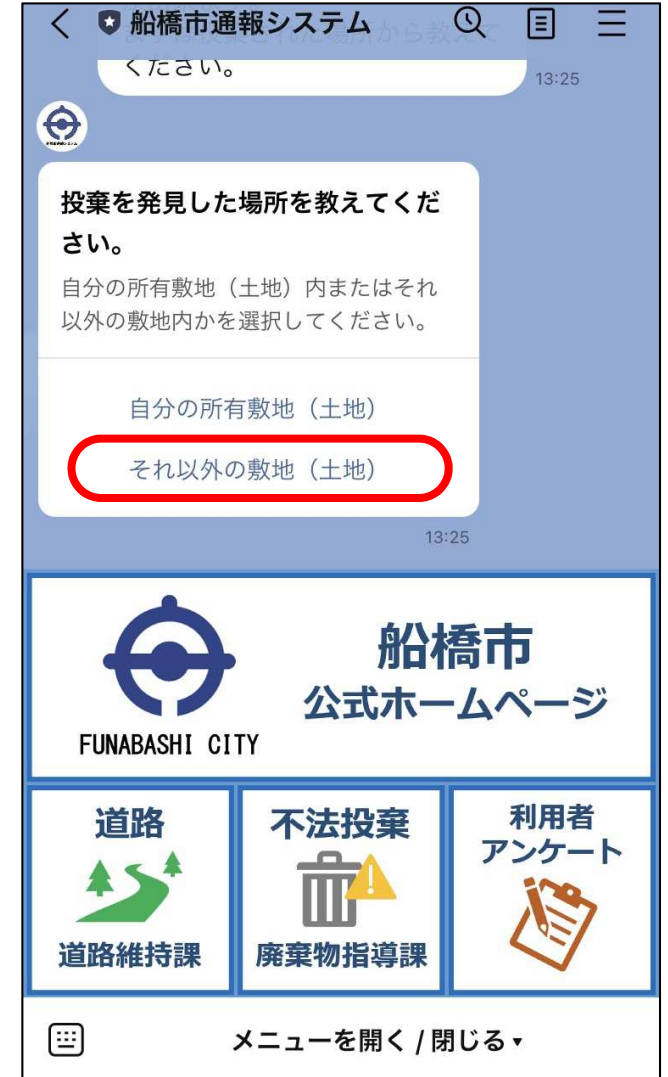 船橋市通報システム
ください。
13:25
投棄を発見した場所を教えてくだ
さい。
自分の所有敷地（土地）内またはそれ
以外の敷地内かを選択してください。
自分の所有敷地（土地）
それ以外の敷地（土地）
13:25
船橋市
公式ホームページ
FUNABASHI CITY
道路
道路維持課
不法投棄
廃棄物指導課
利用者
アンケート
メニューを開く / 閉じる ▾